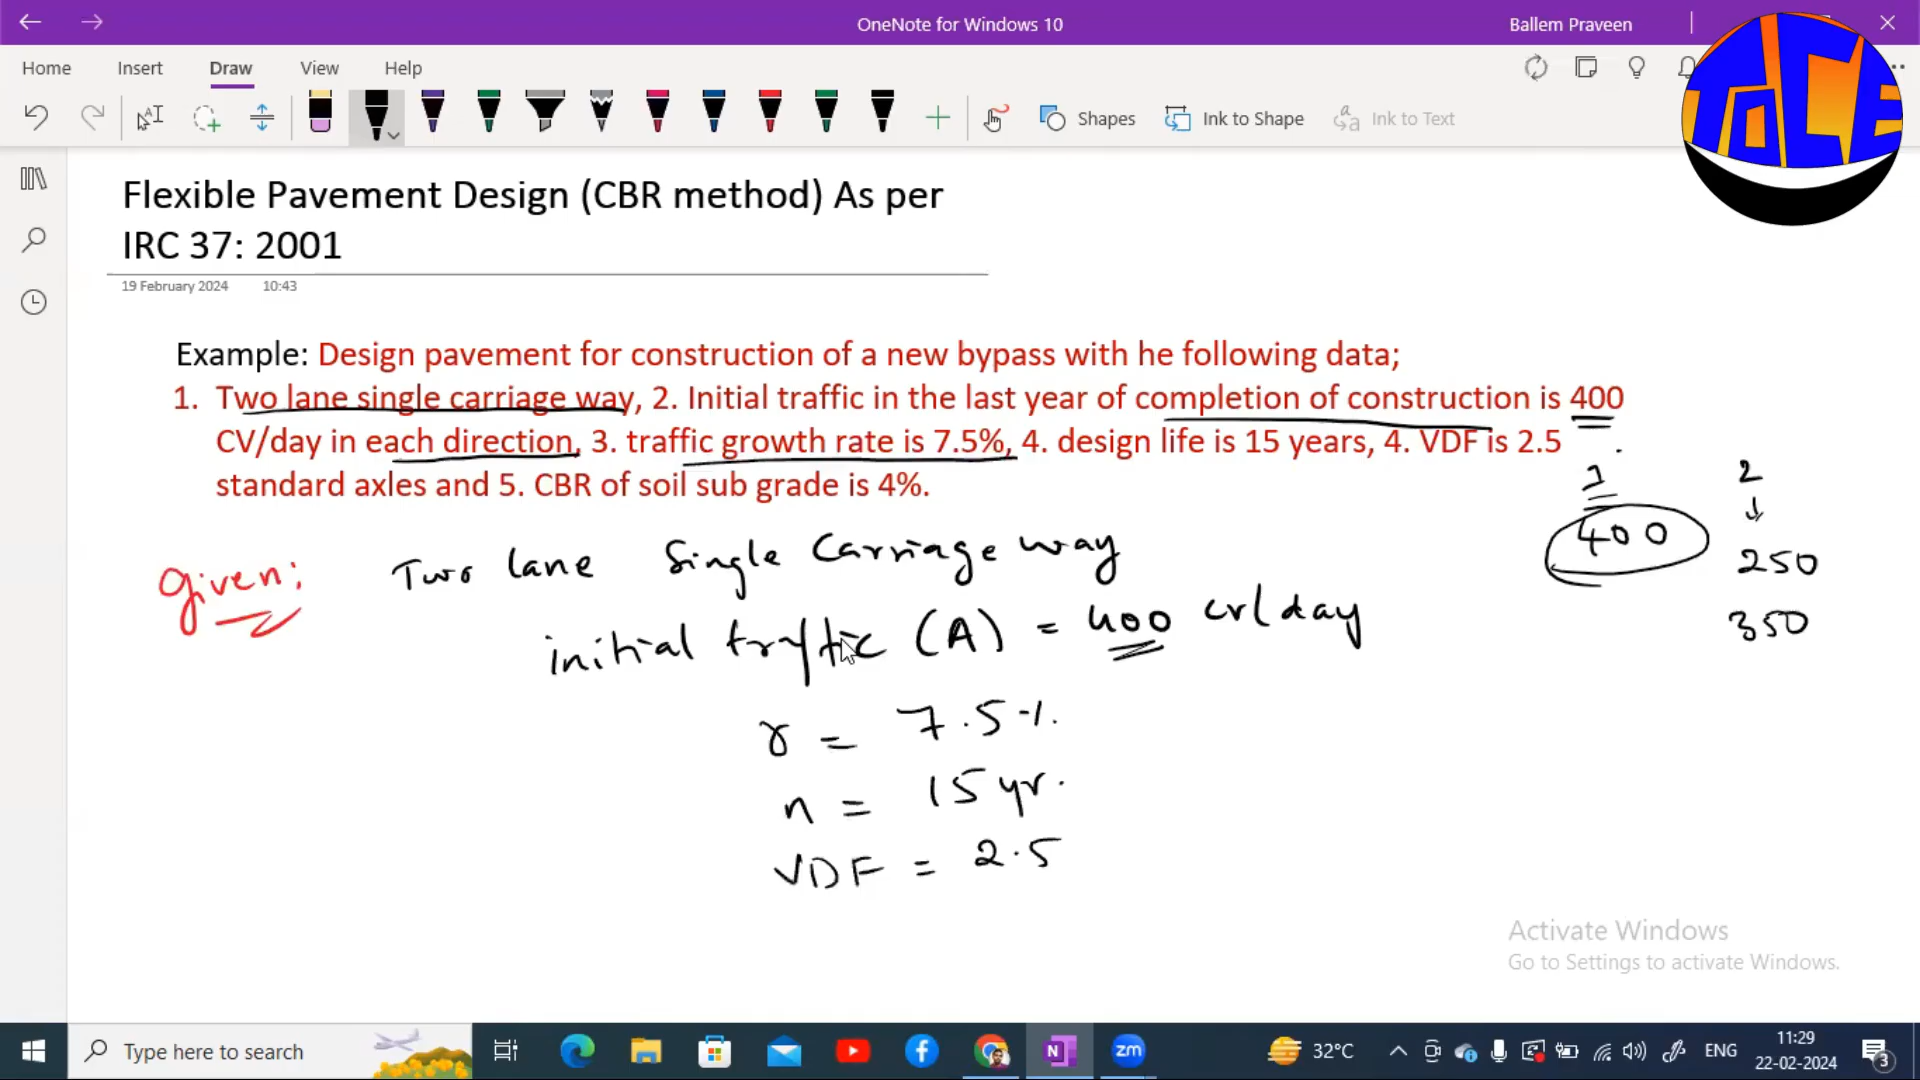 OneNote for Windows 10
Ballem Praveen
Home Insert Draw View Help
Shapes Ink to Shape Ink to Text
TOCE
Flexible Pavement Design (CBR method) As per
IRC 37: 2001
19 February 2024 10:43
Example: Design pavement for construction of a new bypass with he following data;
1. Two lane single carriage way, 2. Initial traffic in the last year of completion of construction is 400
CV/day in each direction, 3. traffic growth rate is 7.5%, 4. design life is 15 years, 4. VDF is 2.5
standard axles and 5. CBR of soil sub grade is 4%.
1 2
400
250
350
Given: Two lane Single Carriage way
initial traffic (A) = 400 cv/day
r = 7.5%.
n = 15 yr.
VDF = 2.5
Activate Windows
Go to Settings to activate Windows.
Type here to search
zm
32°C
ENG
11:29
22-02-2024
3